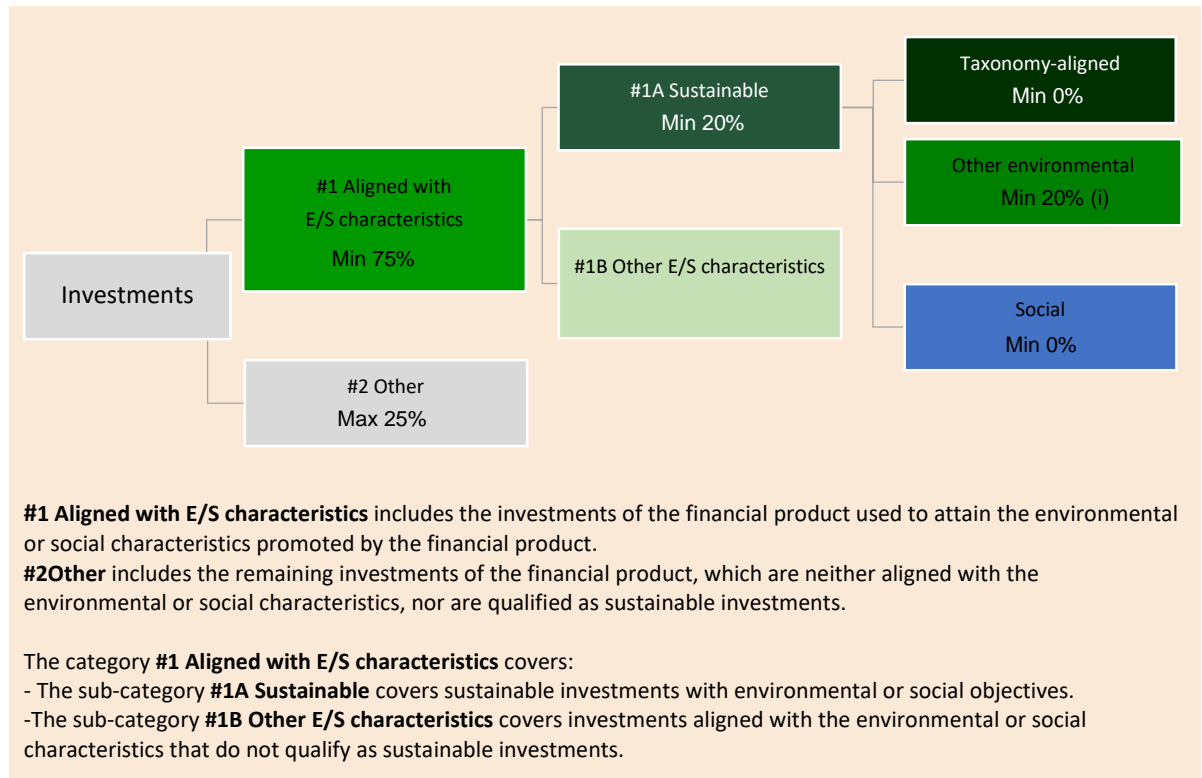 Investments
#1 Aligned with
E/S characteristics
Min 75%
#2 Other
Max 25%
#1A Sustainable
Min 20%
#1B Other E/S characteristics
Taxonomy-aligned
Min 0%
Other environmental
Min 20% (i)
Social
Min 0%
#1 Aligned with E/S characteristics includes the investments of the financial product used to attain the environmental
or social characteristics promoted by the financial product.
#2Other includes the remaining investments of the financial product, which are neither aligned with the
environmental or social characteristics, nor are qualified as sustainable investments.
The category #1 Aligned with E/S characteristics covers:
- The sub-category #1A Sustainable covers sustainable investments with environmental or social objectives.
-The sub-category #1B Other E/S characteristics covers investments aligned with the environmental or social
characteristics that do not qualify as sustainable investments.